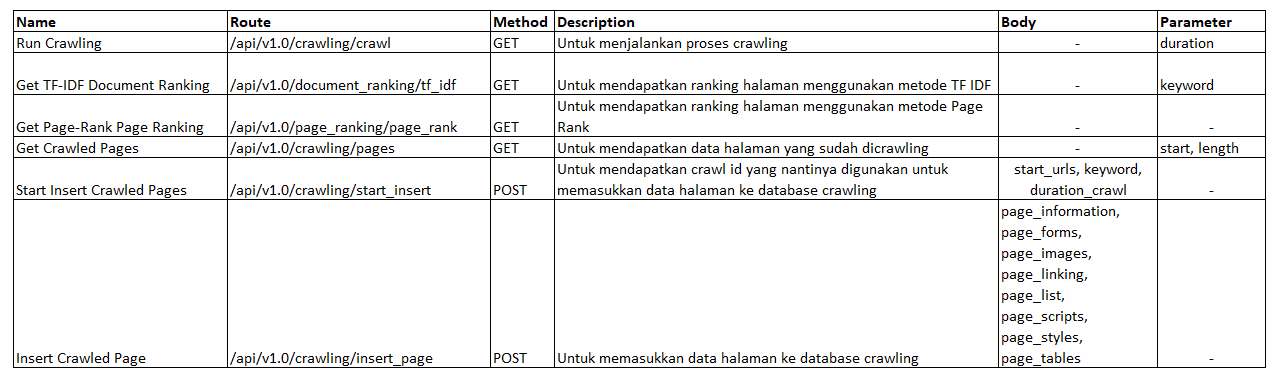 Name Route Method Description Body Parameter
Run Crawling /api/v1.0/crawling/crawl GET Untuk menjalankan proses crawling - duration
Get TF-IDF Document Ranking /api/v1.0/document_ranking/tf_idf GET Untuk mendapatkan ranking halaman menggunakan metode TF IDF - keyword
Untuk mendapatkan ranking halaman menggunakan metode Page
Get Page-Rank Page Ranking /api/v1.0/page_ranking/page_rank GET Rank - -
Get Crawled Pages /api/v1.0/crawling/pages GET Untuk mendapatkan data halaman yang sudah dicrawling - start, length
Untuk mendapatkan crawl id yang nantinya digunakan untuk start_urls, keyword,
Start Insert Crawled Pages /api/v1.0/crawling/start_insert POST memasukkan data halaman ke database crawling duration_crawl -
page_information,
page_forms,
page_images,
page_linking,
page_list,
page_scripts,
page_styles,
Insert Crawled Page /api/v1.0/crawling/insert_page POST Untuk memasukkan data halaman ke database crawling page_tables -